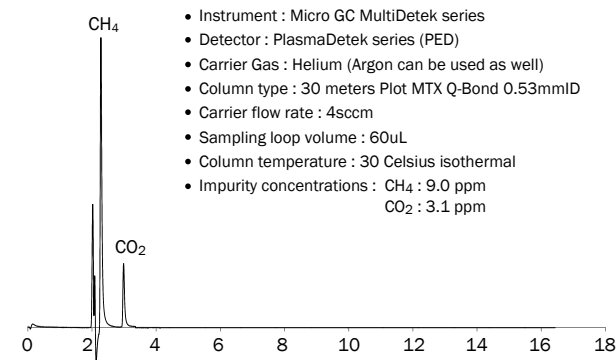 CH₄
• Instrument : Micro GC MultiDetek series
• Detector : PlasmaDetek series (PED)
• Carrier Gas : Helium (Argon can be used as well)
• Column type : 30 meters Plot MTX Q-Bond 0.53mmID
• Carrier flow rate : 4sccm
• Sampling loop volume : 60uL
• Column temperature : 30 Celsius isothermal
• Impurity concentrations : CH₄ : 9.0 ppm
CO₂ : 3.1 ppm
CO₂
0 2 4 6 8 10 12 14 16 18